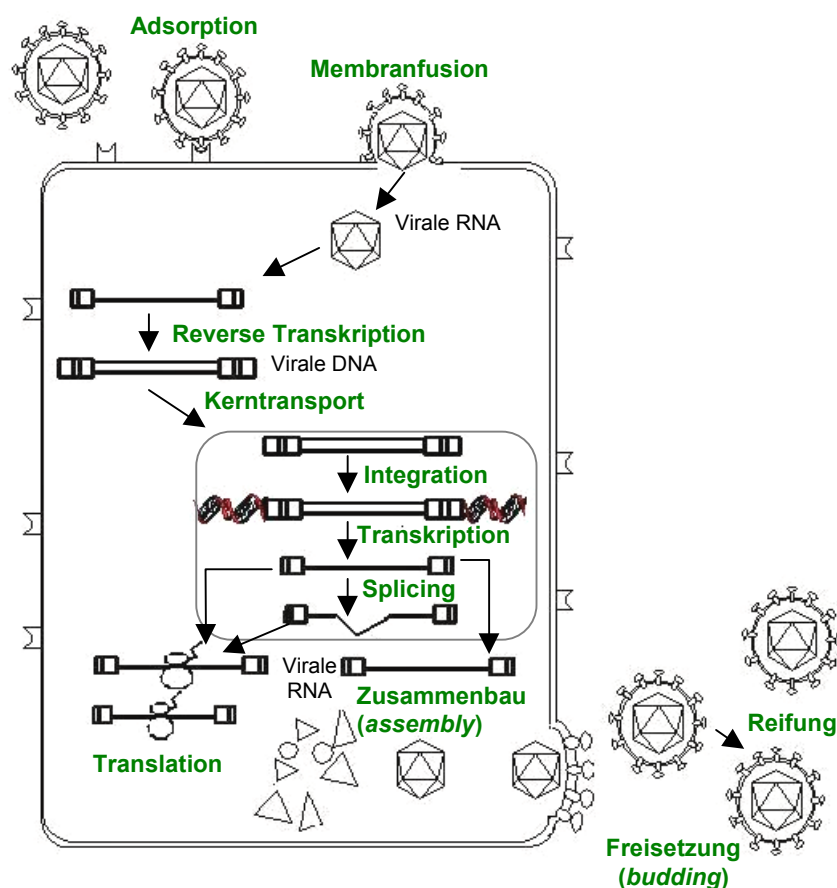 Adsorption
Membranfusion
Virale RNA
Reverse Transkription
Virale DNA
Kerntransport
Integration
Transkription
Splicing
Virale
RNA
Zusammenbau
(assembly)
Translation
Reifung
Freisetzung
(budding)